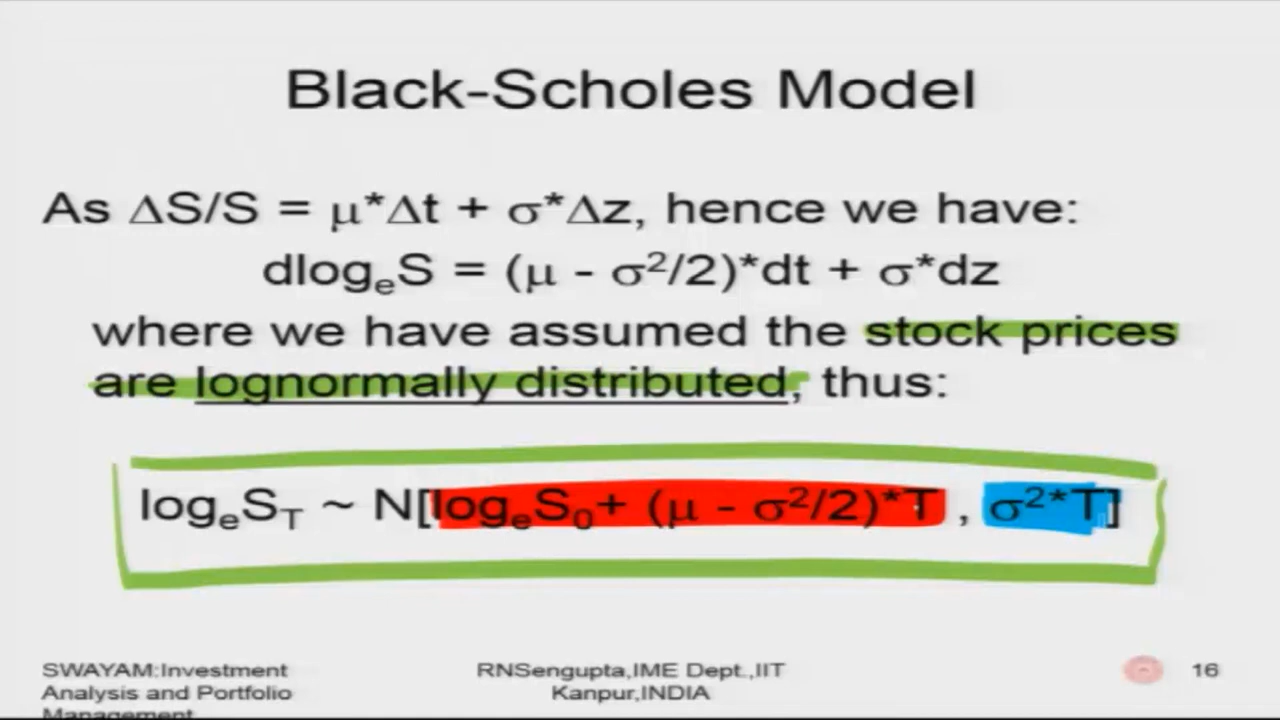 Black-Scholes Model
As ΔS/S = μ*Δt + σ*Δz, hence we have:
dlogₑS = (μ - σ²/2)*dt + σ*dz
where we have assumed the stock prices
are lognormally distributed, thus:
logₑS_T ~ N[logₑS₀+ (μ - σ²/2)*T , σ²*T]
SWAYAM:Investment
Analysis and Portfolio
Management
RNSengupta,IME Dept.,IIT
Kanpur,INDIA
16